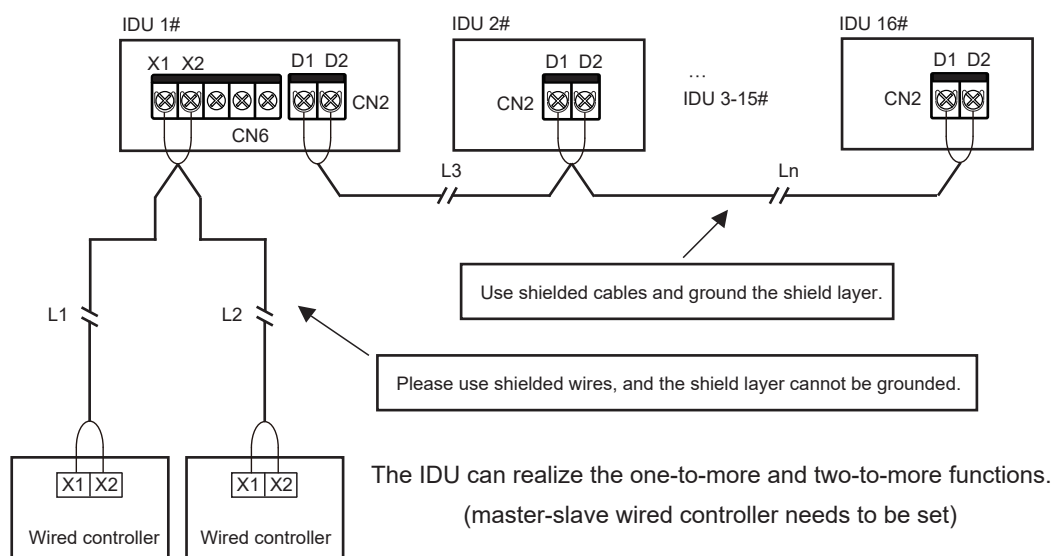 IDU 1#
IDU 2#
IDU 16#
X1 X2
D1 D2
D1 D2
D1 D2
CN2
CN2
CN2
CN6
...
IDU 3-15#
L3
Ln
Use shielded cables and ground the shield layer.
L1
L2
Please use shielded wires, and the shield layer cannot be grounded.
X1 X2
X1 X2
Wired controller
Wired controller
The IDU can realize the one-to-more and two-to-more functions.
(master-slave wired controller needs to be set)